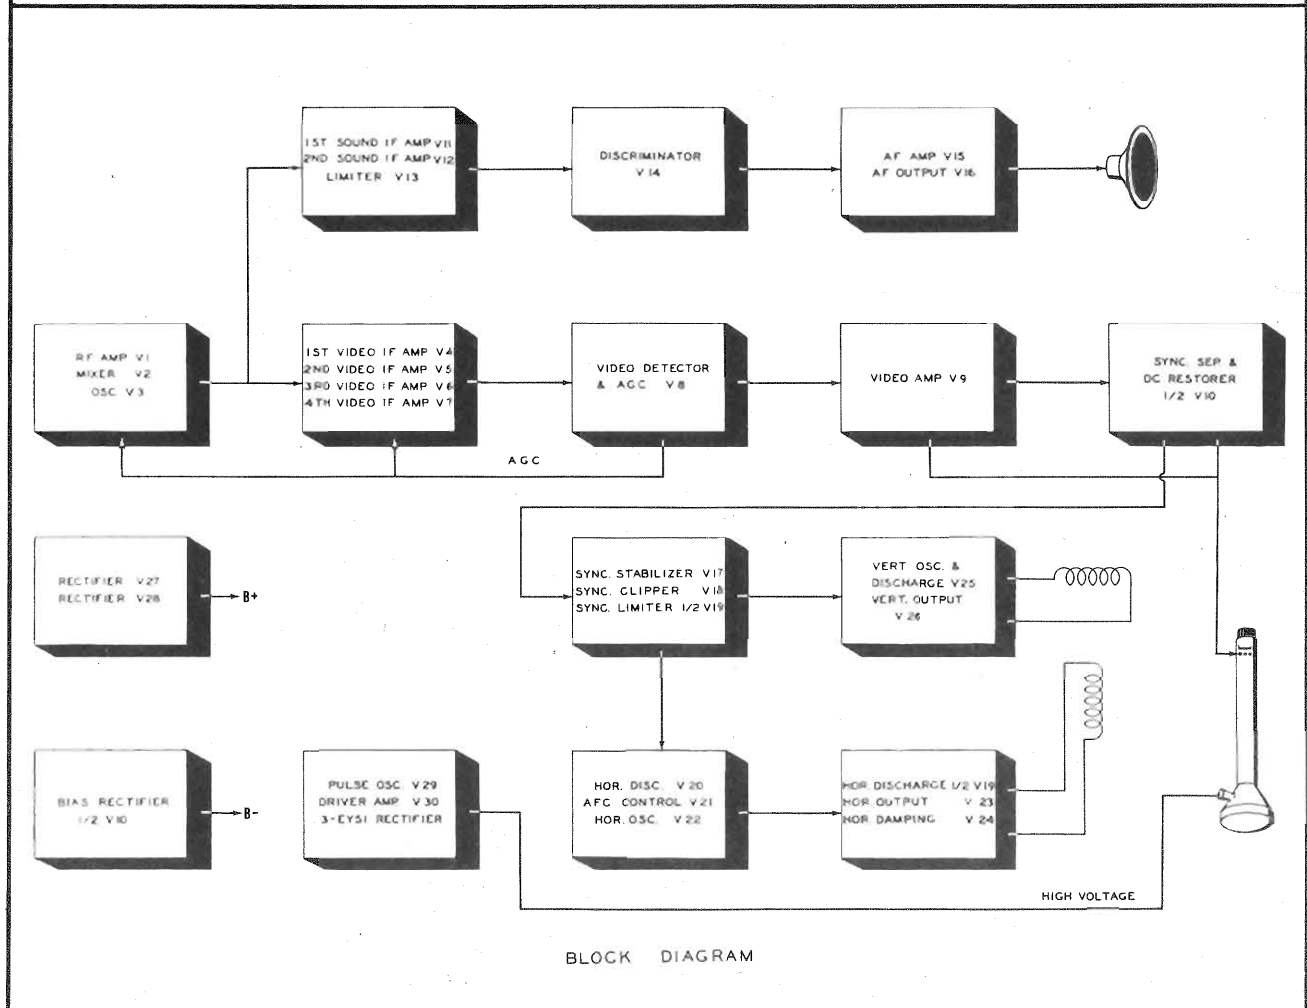 1ST SOUND IF AMP V11
2ND SOUND IF AMP V12
LIMITER V13
DISCRIMINATOR
V14
AF AMP V15
AF OUTPUT V16
RF AMP V1
MIXER V2
OSC V3
1ST VIDEO IF AMP V4
2ND VIDEO IF AMP V5
3RD VIDEO IF AMP V6
4TH VIDEO IF AMP V7
VIDEO DETECTOR
& AGC V8
VIDEO AMP V9
SYNC. SEP. &
DC RESTORER
1/2 V10
AGC
RECTIFIER V27
RECTIFIER V28
B+
SYNC. STABILIZER V17
SYNC. CLIPPER V18
SYNC. LIMITER 1/2 V19
VERT OSC. &
DISCHARGE V25
VERT. OUTPUT
V 26
BIAS RECTIFIER
1/2 V10
B-
PULSE OSC. V29
DRIVER AMP. V30
3-EY51 RECTIFIER
HOR. DISC. V20
AFC CONTROL V21
HOR. OSC. V22
HOR. DISCHARGE 1/2 V19
HOR. OUTPUT V 23
HOR. DAMPING V 24
HIGH VOLTAGE
BLOCK DIAGRAM